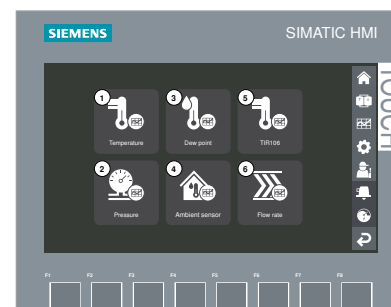 SIEMENS
SIMATIC HMI
TOUCH
1
3
5
Temperature
Dew point
TIR106
2
4
6
Pressure
Ambient sensor
Flow rate
F1 F2 F3 F4 F5 F6 F7 F8